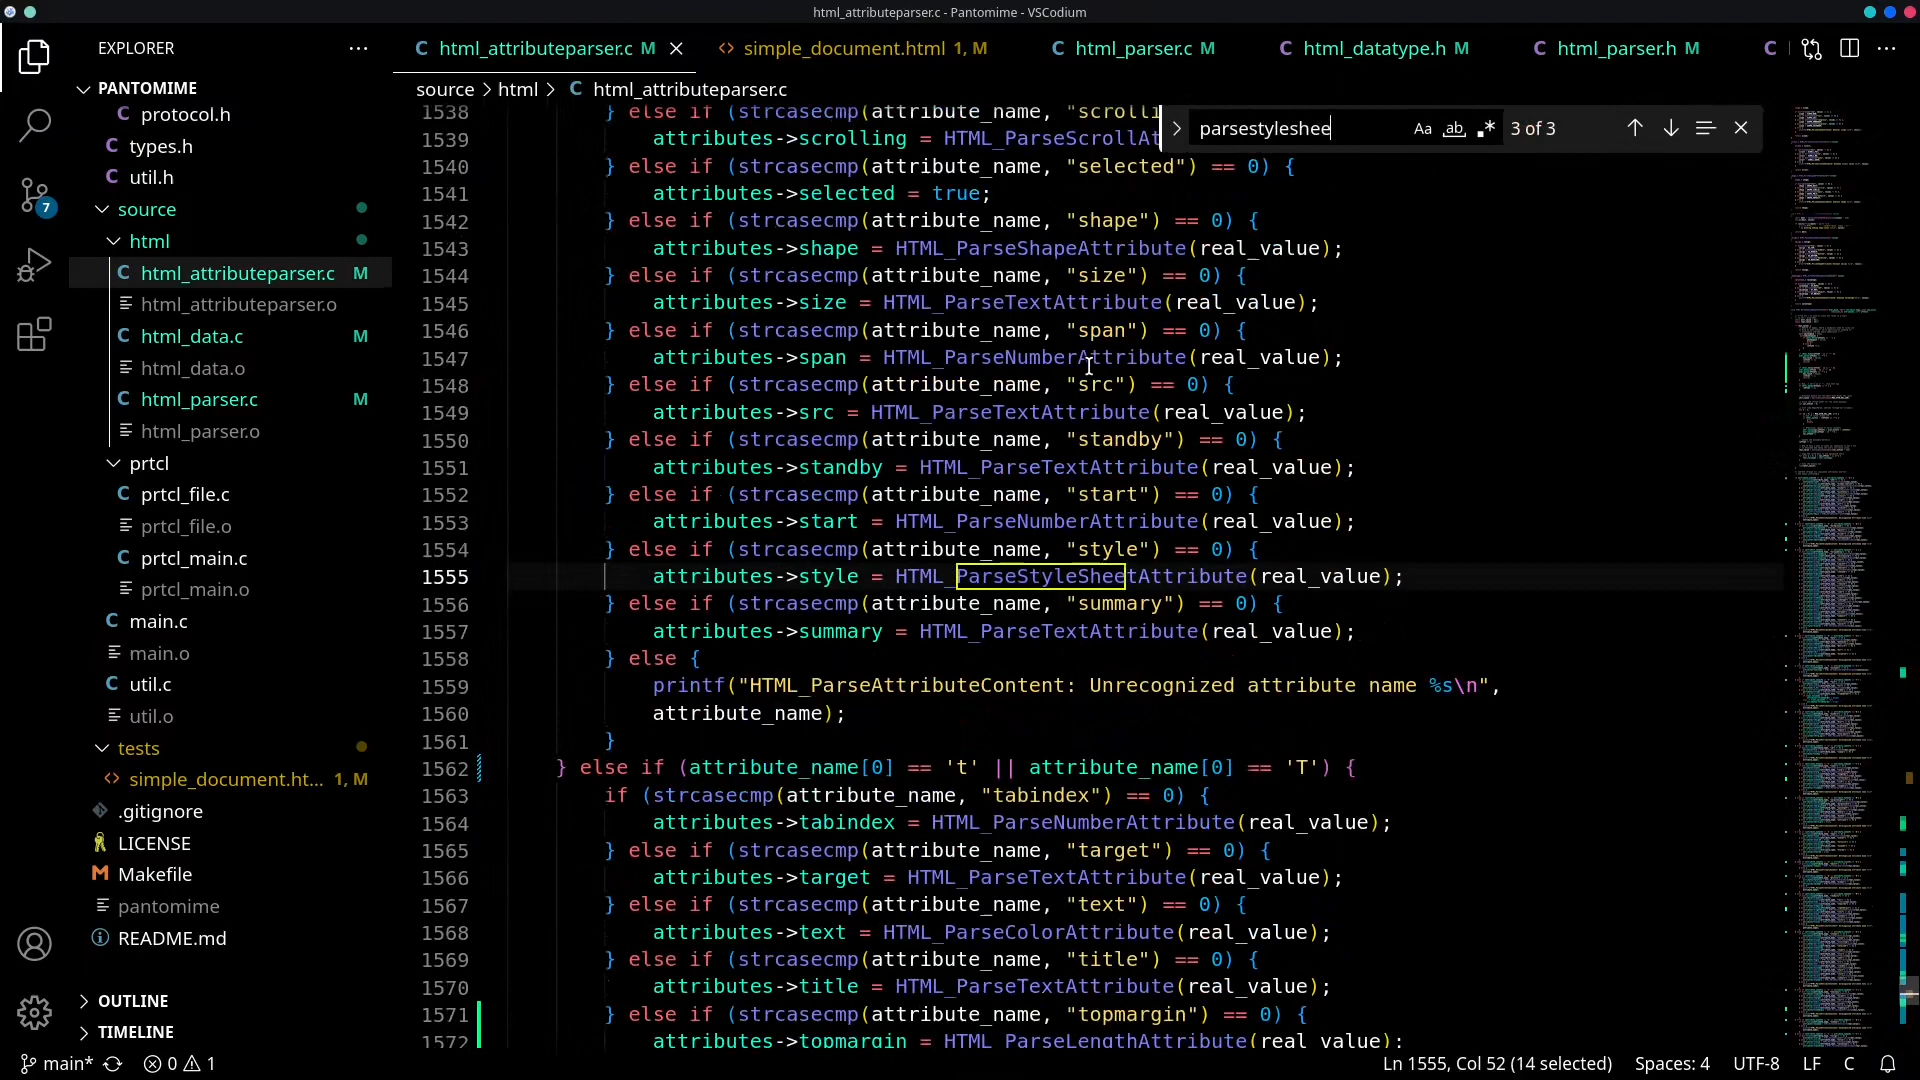 html_attributeparser.c - Pantomime - VSCodium
EXPLORER
html_attributeparser.c M
simple_document.html 1, M
html_parser.c M
html_datatype.h M
html_parser.h M
PANTOMIME
protocol.h
types.h
util.h
source
html
html_attributeparser.c M
html_attributeparser.o
html_data.c M
html_data.o
html_parser.c M
html_parser.o
prtcl
prtcl_file.c
prtcl_file.o
prtcl_main.c
prtcl_main.o
main.c
main.o
util.c
util.o
tests
simple_document.ht... 1, M
.gitignore
LICENSE
Makefile
pantomime
README.md
OUTLINE
TIMELINE
7
source > html > C html_attributeparser.c
parsestyleshee Aa ab .* 3 of 3
1538 } else if (strcasecmp(attribute_name, "scrolli
1539 attributes->scrolling = HTML_ParseScrollAt
1540 } else if (strcasecmp(attribute_name, "selected") == 0) {
1541 attributes->selected = true;
1542 } else if (strcasecmp(attribute_name, "shape") == 0) {
1543 attributes->shape = HTML_ParseShapeAttribute(real_value);
1544 } else if (strcasecmp(attribute_name, "size") == 0) {
1545 attributes->size = HTML_ParseTextAttribute(real_value);
1546 } else if (strcasecmp(attribute_name, "span") == 0) {
1547 attributes->span = HTML_ParseNumberAttribute(real_value);
1548 } else if (strcasecmp(attribute_name, "src") == 0) {
1549 attributes->src = HTML_ParseTextAttribute(real_value);
1550 } else if (strcasecmp(attribute_name, "standby") == 0) {
1551 attributes->standby = HTML_ParseTextAttribute(real_value);
1552 } else if (strcasecmp(attribute_name, "start") == 0) {
1553 attributes->start = HTML_ParseNumberAttribute(real_value);
1554 } else if (strcasecmp(attribute_name, "style") == 0) {
1555 attributes->style = HTML_ParseStyleSheetAttribute(real_value);
1556 } else if (strcasecmp(attribute_name, "summary") == 0) {
1557 attributes->summary = HTML_ParseTextAttribute(real_value);
1558 } else {
1559 printf("HTML_ParseAttributeContent: Unrecognized attribute name %s\n",
1560 attribute_name);
1561 }
1562 } else if (attribute_name[0] == 't' || attribute_name[0] == 'T') {
1563 if (strcasecmp(attribute_name, "tabindex") == 0) {
1564 attributes->tabindex = HTML_ParseNumberAttribute(real_value);
1565 } else if (strcasecmp(attribute_name, "target") == 0) {
1566 attributes->target = HTML_ParseTextAttribute(real_value);
1567 } else if (strcasecmp(attribute_name, "text") == 0) {
1568 attributes->text = HTML_ParseColorAttribute(real_value);
1569 } else if (strcasecmp(attribute_name, "title") == 0) {
1570 attributes->title = HTML_ParseTextAttribute(real_value);
1571 } else if (strcasecmp(attribute_name, "topmargin") == 0) {
1572 attributes->topmargin = HTML_ParseLengthAttribute(real_value);
main* 0 1
Ln 1555, Col 52 (14 selected) Spaces: 4 UTF-8 LF C